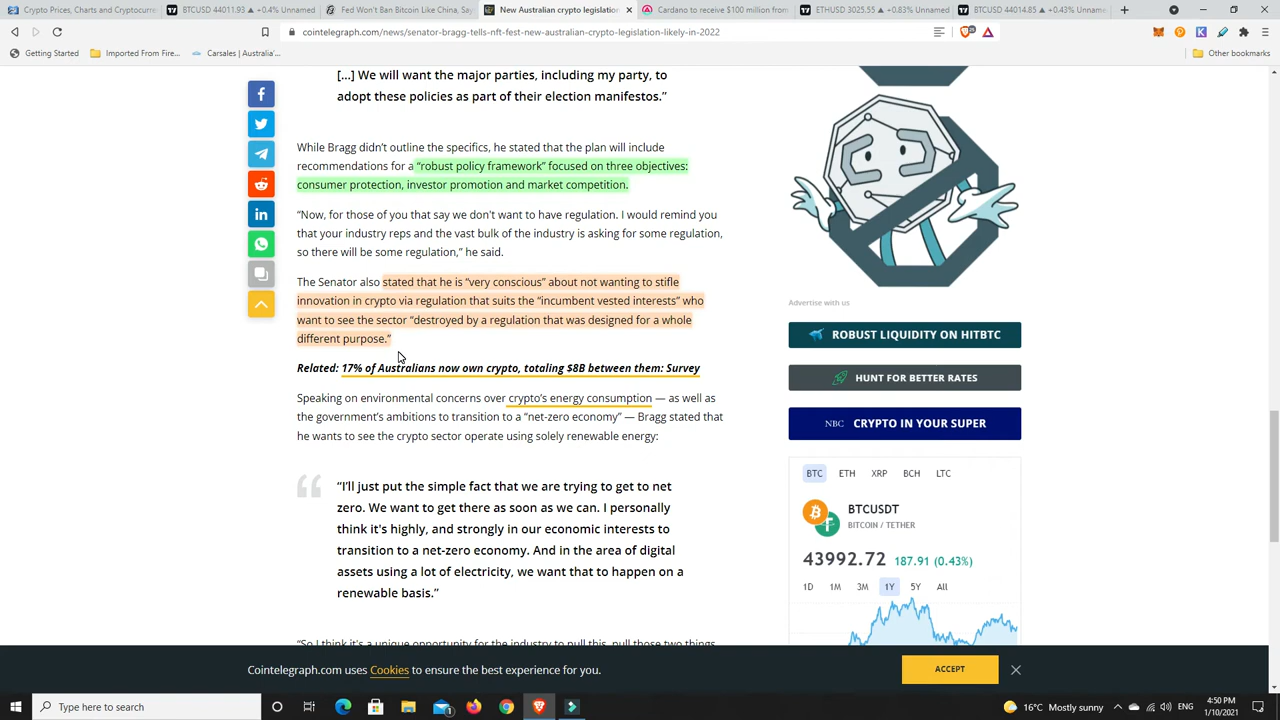 Crypto Prices, Charts and Cryptocurr
BTCUSD 44011.93 ▲ +0.4% Unnamed
Fed Won't Ban Bitcoin Like China, Say
New Australian crypto legislation
Cardano to receive $100 million from
ETHUSD 3025.55 ▲ +0.83% Unname
BTCUSD 44014.85 ▲ +0.43% Unname
cointelegraph.com/news/senator-bragg-tells-nft-fest-new-australian-crypto-legislation-likely-in-2022
Getting Started
Imported From Fire...
Carsales | Australia'...
Other bookmarks
[...] We will want the major parties, including my party, to
adopt these policies as part of their election manifestos.”
While Bragg didn’t outline the specifics, he stated that the plan will include
recommendations for a “robust policy framework” focused on three objectives:
consumer protection, investor promotion and market competition.
“Now, for those of you that say we don't want to have regulation. I would remind you
that your industry reps and the vast bulk of the industry is asking for some regulation,
so there will be some regulation,” he said.
The Senator also stated that he is “very conscious” about not wanting to stifle
innovation in crypto via regulation that suits the “incumbent vested interests” who
want to see the sector “destroyed by a regulation that was designed for a whole
different purpose.”
Related: 17% of Australians now own crypto, totaling $8B between them: Survey
Speaking on environmental concerns over crypto’s energy consumption — as well as
the government’s ambitions to transition to a “net-zero economy” — Bragg stated that
he wants to see the crypto sector operate using solely renewable energy:
“I’ll just put the simple fact that we are trying to get to net
zero. We want to get there as soon as we can. I personally
think it's highly, and strongly in our economic interests to
transition to a net-zero economy. And in the area of digital
assets using a lot of electricity, we want that to happen on a
renewable basis.”
“So I think it's a unique opportunity for the industry to pull this, pull those two things
Advertise with us
ROBUST LIQUIDITY ON HITBTC
HUNT FOR BETTER RATES
NBC CRYPTO IN YOUR SUPER
BTC ETH XRP BCH LTC
BTCUSDT
BITCOIN / TETHER
43992.72 187.91 (0.43%)
1D 1M 3M 1Y 5Y All
Cointelegraph.com uses Cookies to ensure the best experience for you.
ACCEPT
Type here to search
16°C Mostly sunny
ENG
4:50 PM
1/10/2021